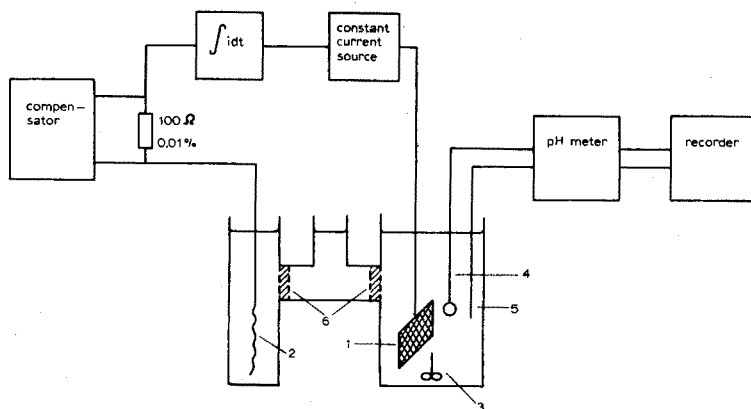 ∫idt
constant
current
source
compen-
sator
100 Ω
0,01%
pH meter
recorder
4
5
6
1
2
3